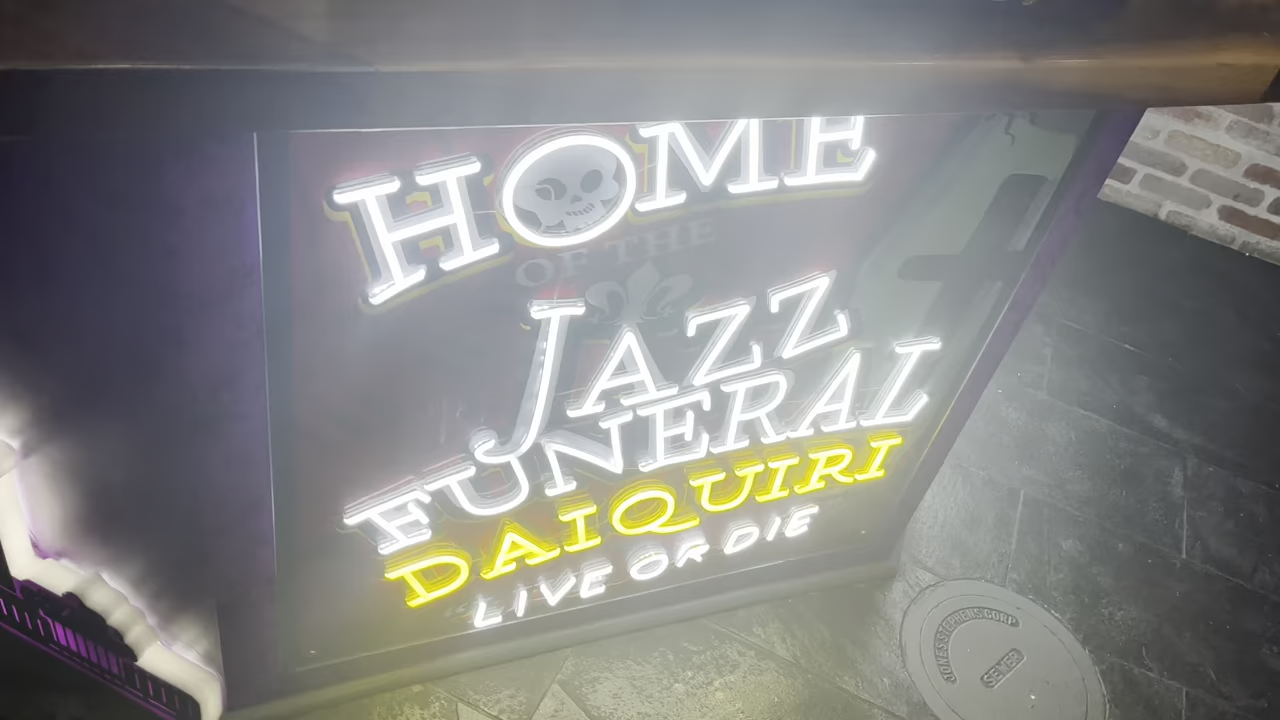 HOME
OF THE
JAZZ
FUNERAL
DAIQUIRI
LIVE OR DIE
JONES STEPHENS CORP
SEWER